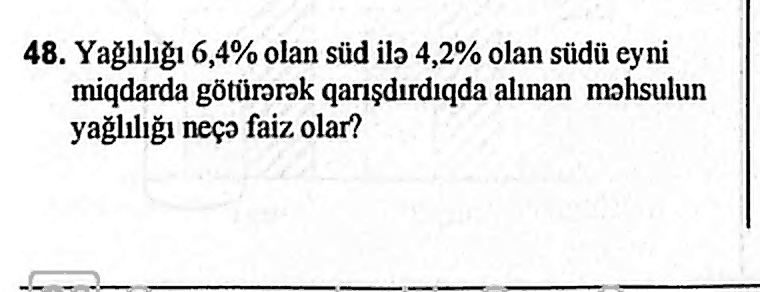 48. Yağlılığı 6,4% olan süd ilə 4,2% olan südü eyni
miqdarda götürərək qarışdırdıqda alınan məhsulun
yağlılığı neçə faiz olar?